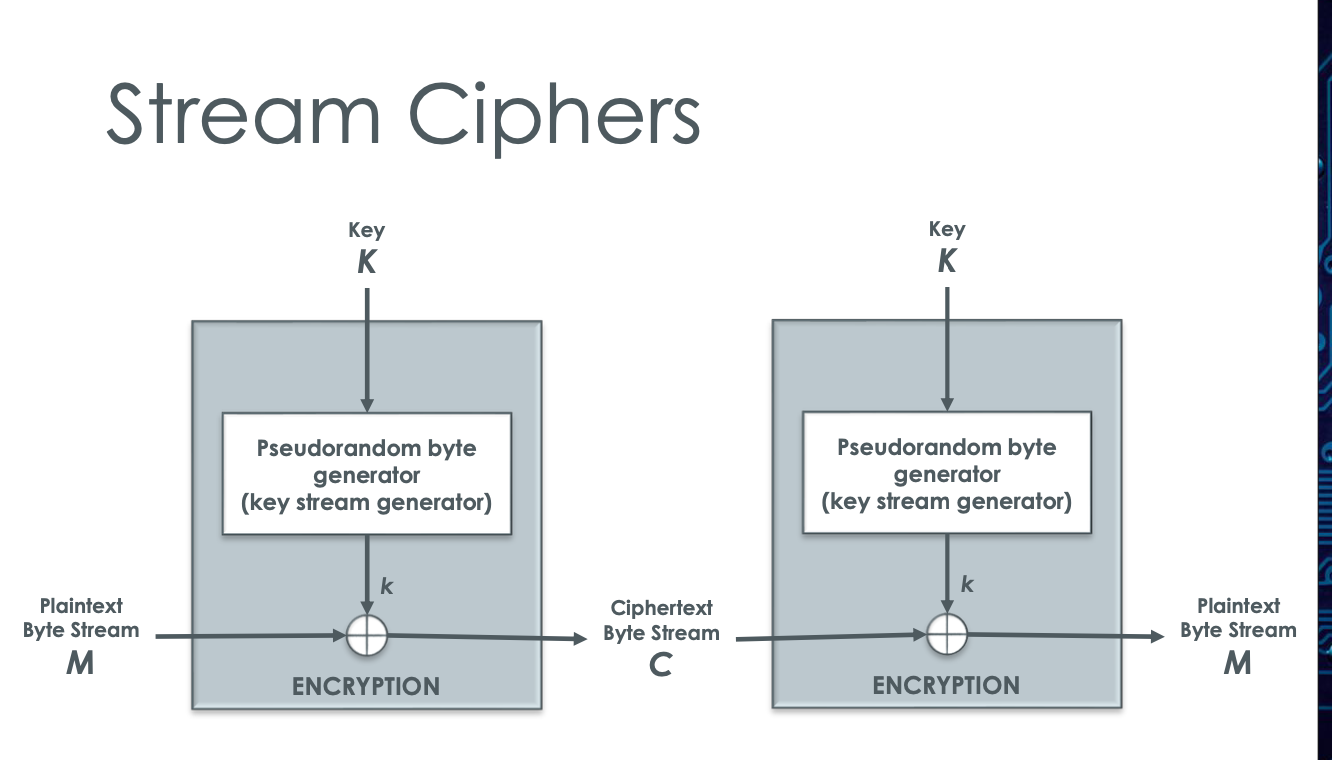 Stream Ciphers
Key
K
Pseudorandom byte
generator
(key stream generator)
k
Plaintext
Byte Stream
M
ENCRYPTION
Ciphertext
Byte Stream
C
Key
K
Pseudorandom byte
generator
(key stream generator)
k
ENCRYPTION
Plaintext
Byte Stream
M